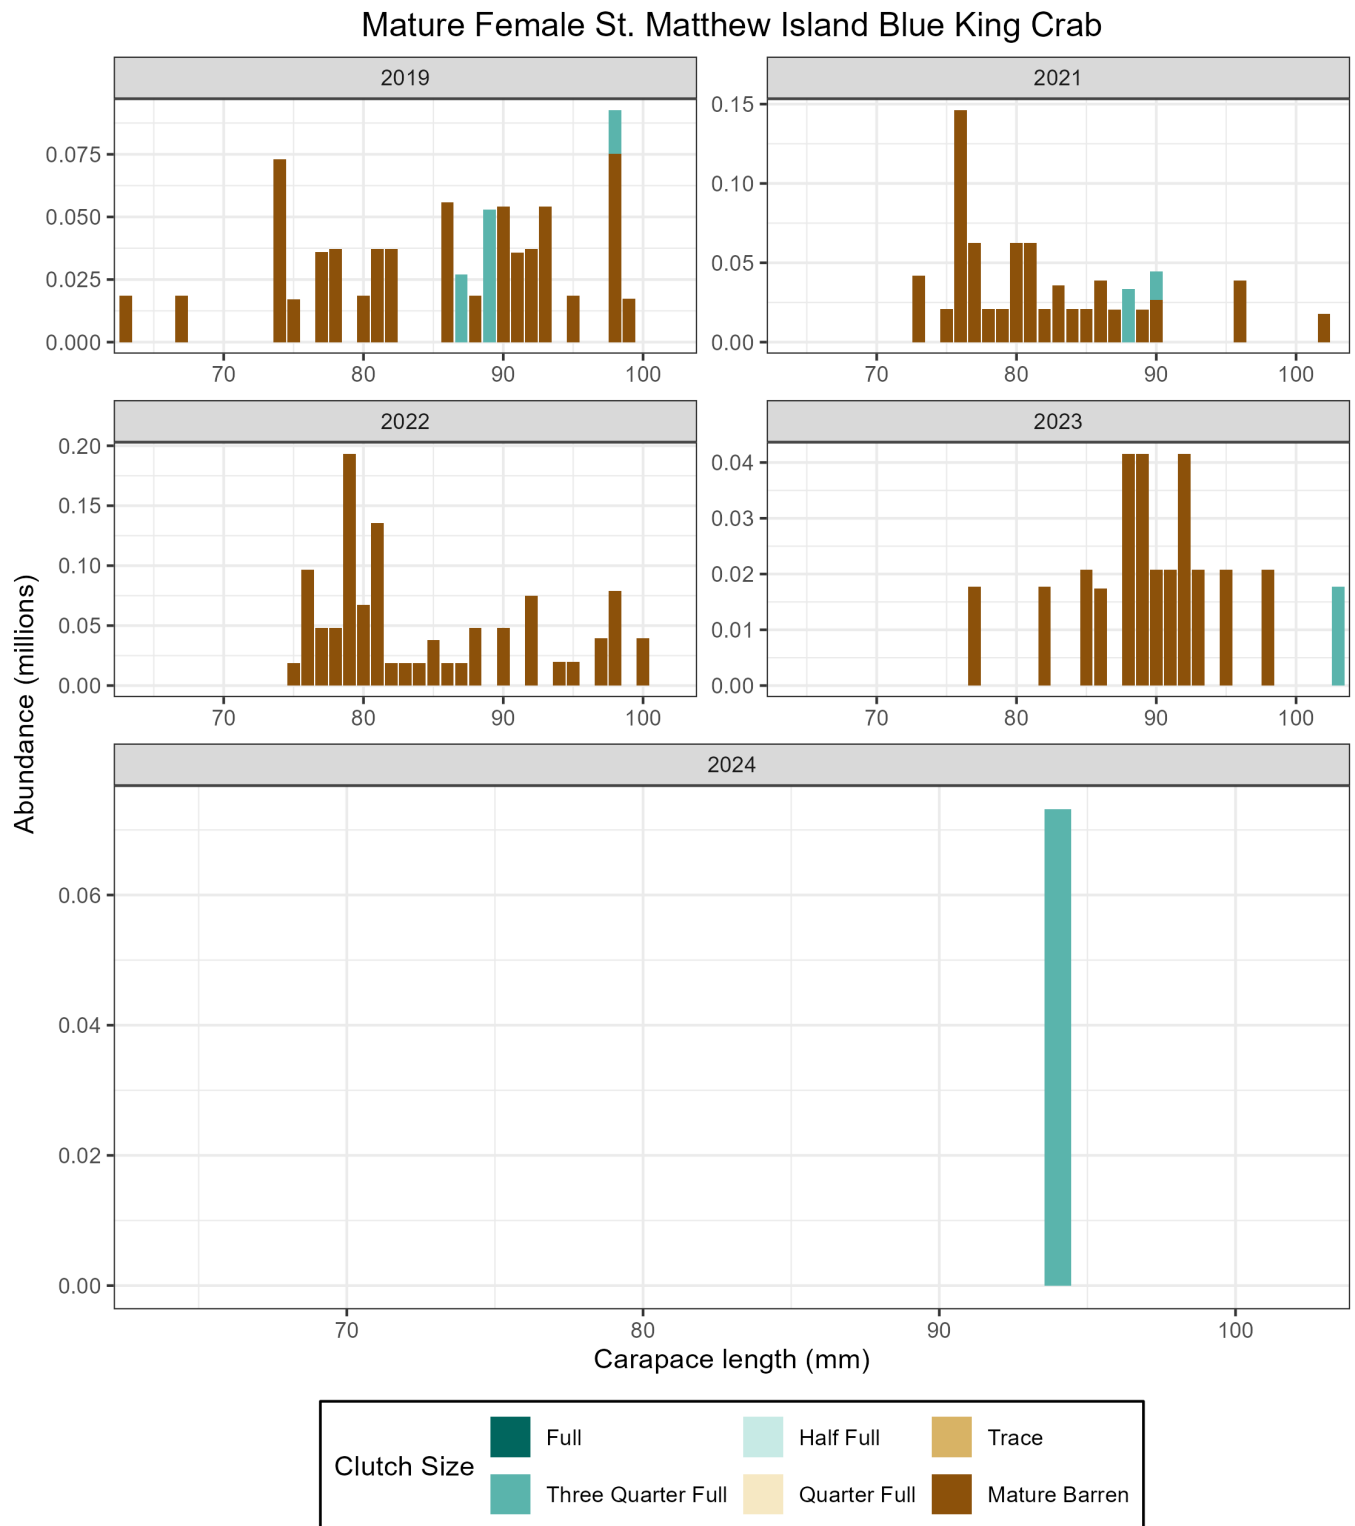 Mature Female St. Matthew Island Blue King Crab
2019
2021
0.075
0.050
0.025
0.000
70 80 90 100
0.15
0.10
0.05
0.00
70 80 90 100
2022
2023
0.20
0.15
0.10
0.05
0.00
70 80 90 100
0.04
0.03
0.02
0.01
0.00
70 80 90 100
Abundance (millions)
2024
0.06
0.04
0.02
0.00
70 80 90 100
Carapace length (mm)
Clutch Size
Full
Half Full
Trace
Three Quarter Full
Quarter Full
Mature Barren